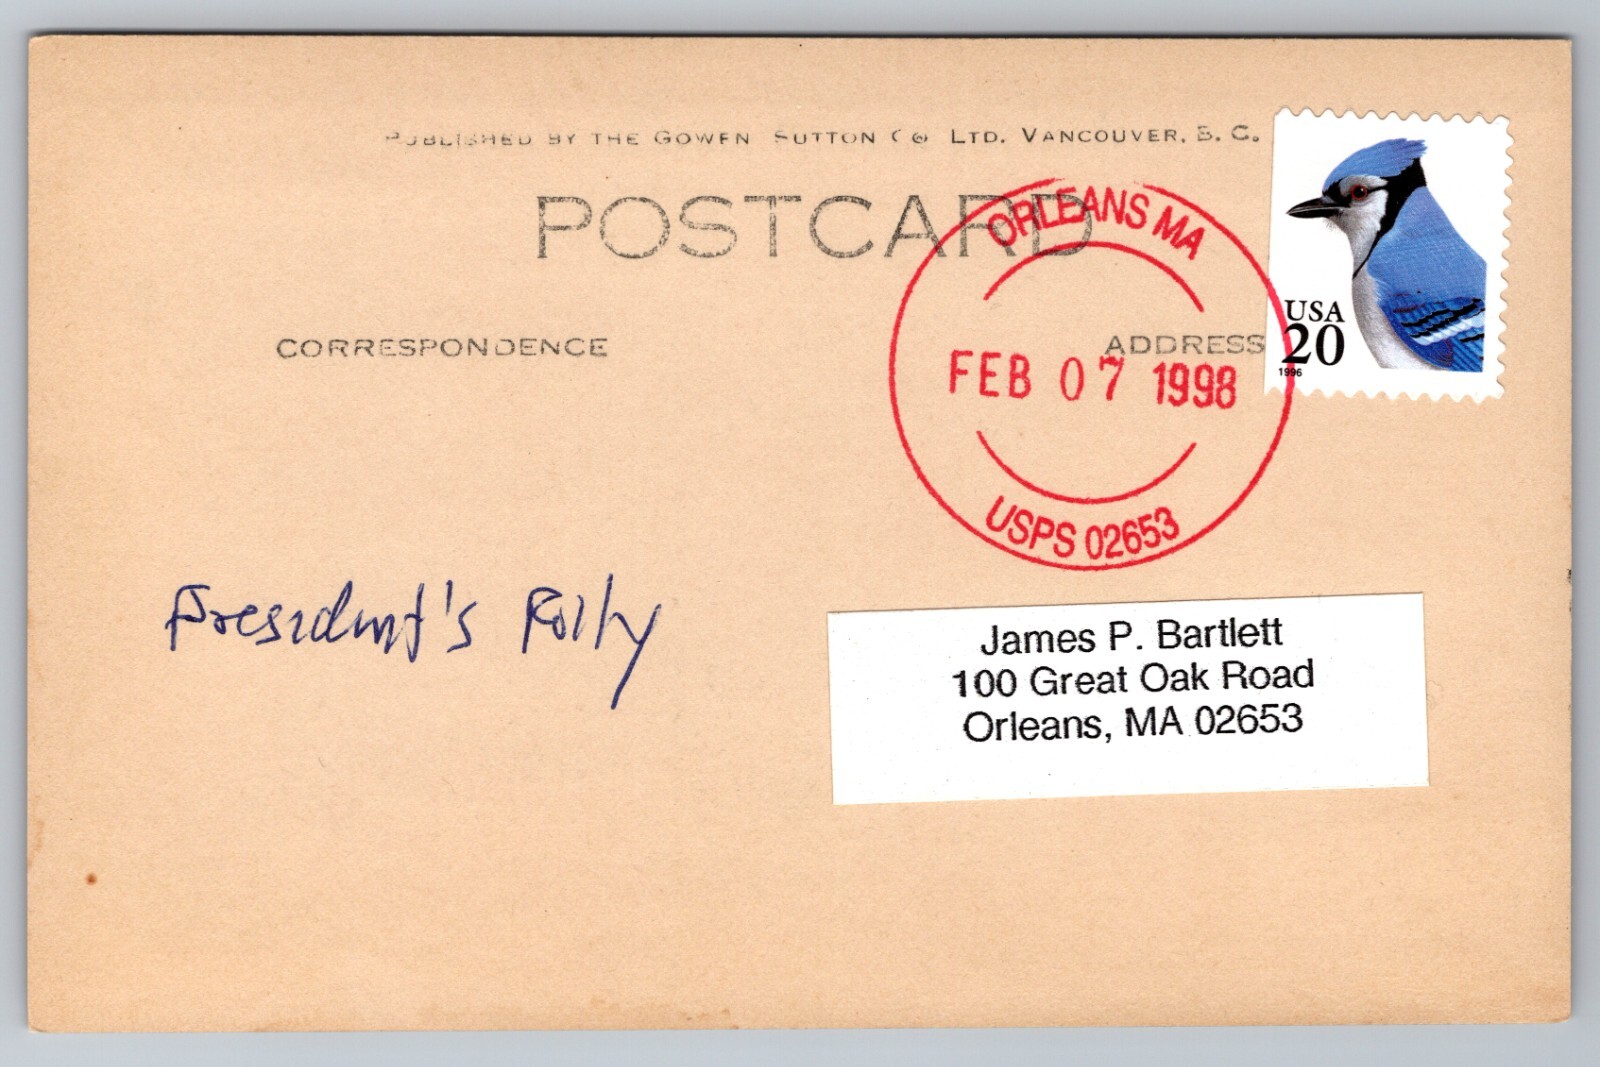 PUBLISHED BY THE GOWEN SUTTON CO LTD. VANCOUVER, B. C.
POSTCARD
CORRESPONDENCE
ADDRESS
ORLEANS MA
FEB 07 1998
USPS 02653
USA
20
1996
President's
James P. Bartlett
100 Great Oak Road
Orleans, MA 02653